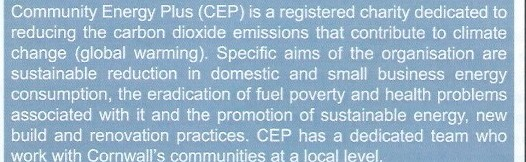 Community Energy Plus (CEP) is a registered charity dedicated to
reducing the carbon dioxide emissions that contribute to climate
change (global warming). Specific aims of the organisation are
sustainable reduction in domestic and small business energy
consumption, the eradication of fuel poverty and health problems
associated with it and the promotion of sustainable energy, new
build and renovation practices. CEP has a dedicated team who
work with Cornwall's communities at a local level.